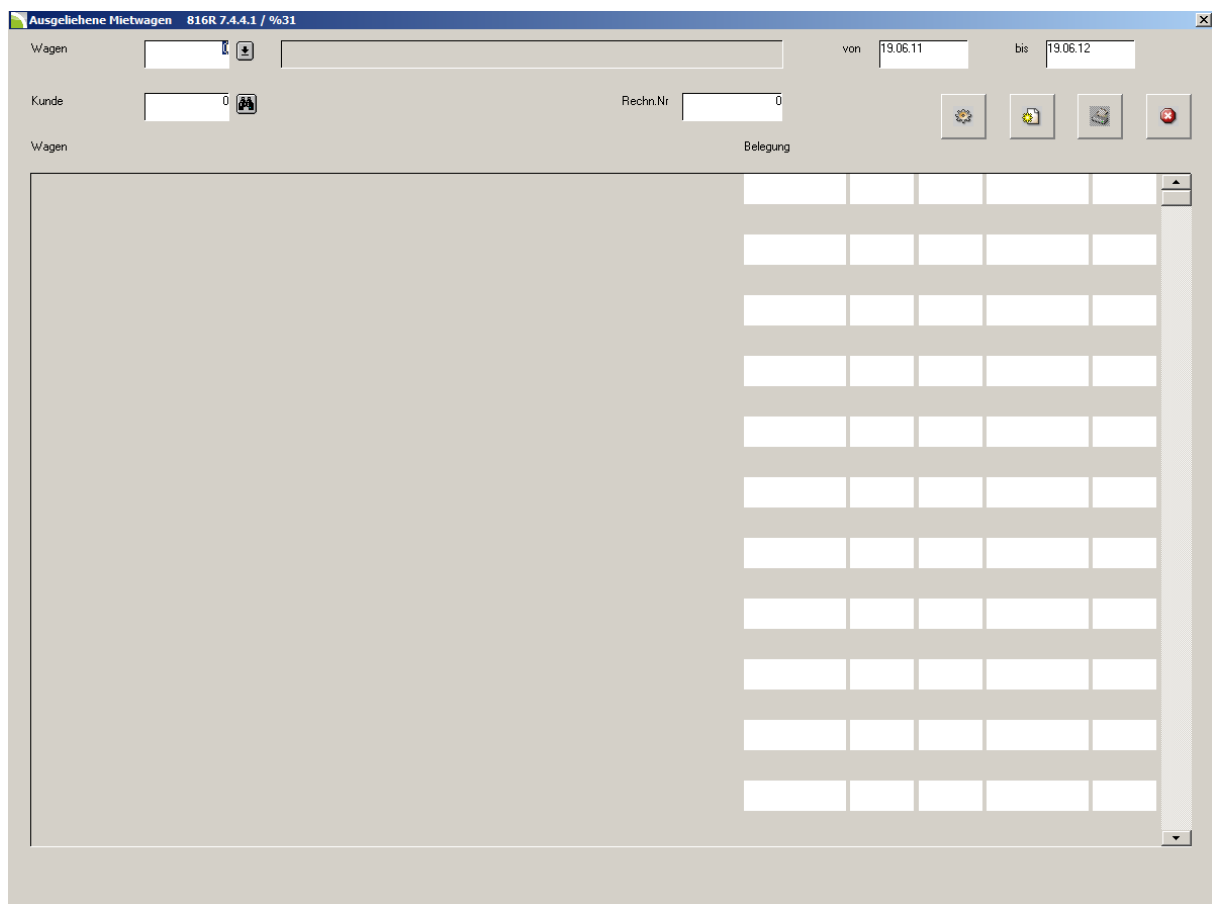 Ausgeliehene Mietwagen 816R 7.4.4.1 / %31
Wagen 0 von 19.06.11 bis 19.06.12
Kunde 0 Rechn.Nr 0
Wagen Belegung